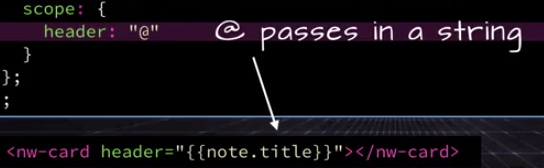 scope: {
header: "@" @ passes in a string
}
};
;
<nw-card header="{{note.title}}"></nw-card>